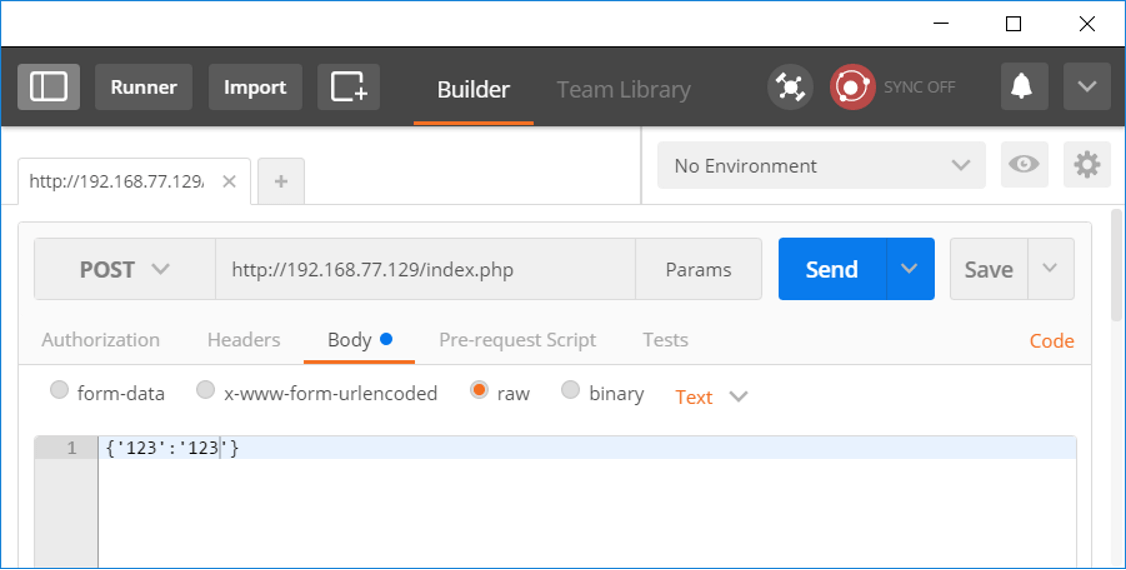 Runner Import Builder Team Library SYNC OFF
http://192.168.77.129/ No Environment
POST http://192.168.77.129/index.php Params Send Save
Authorization Headers Body Pre-request Script Tests Code
form-data x-www-form-urlencoded raw binary Text
1 {'123':'123'}